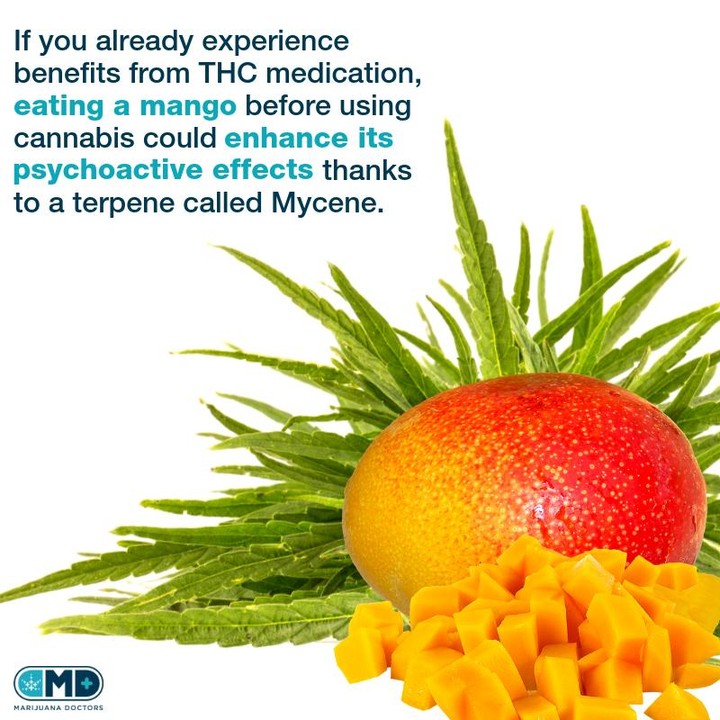 If you already experience
benefits from THC medication,
eating a mango before using
cannabis could enhance its
psychoactive effects thanks
to a terpene called Mycene.
MD
MARIJUANA DOCTORS